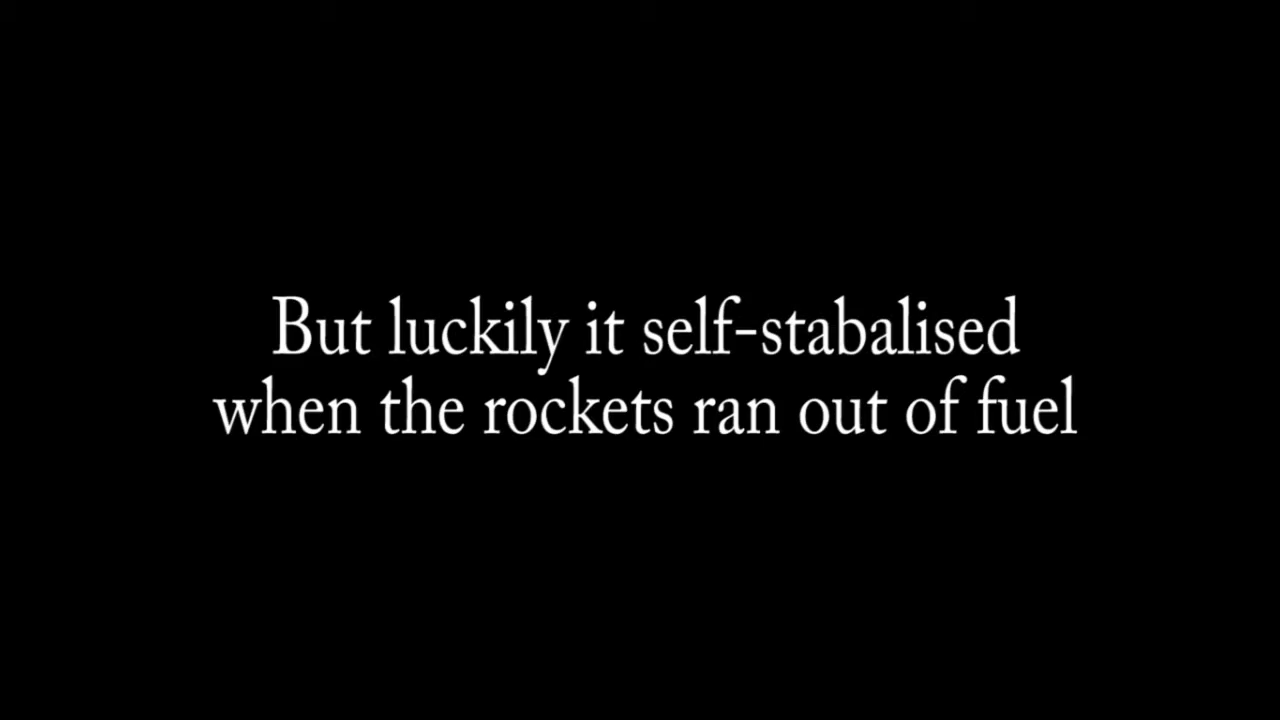 But luckily it self-stabalised
when the rockets ran out of fuel